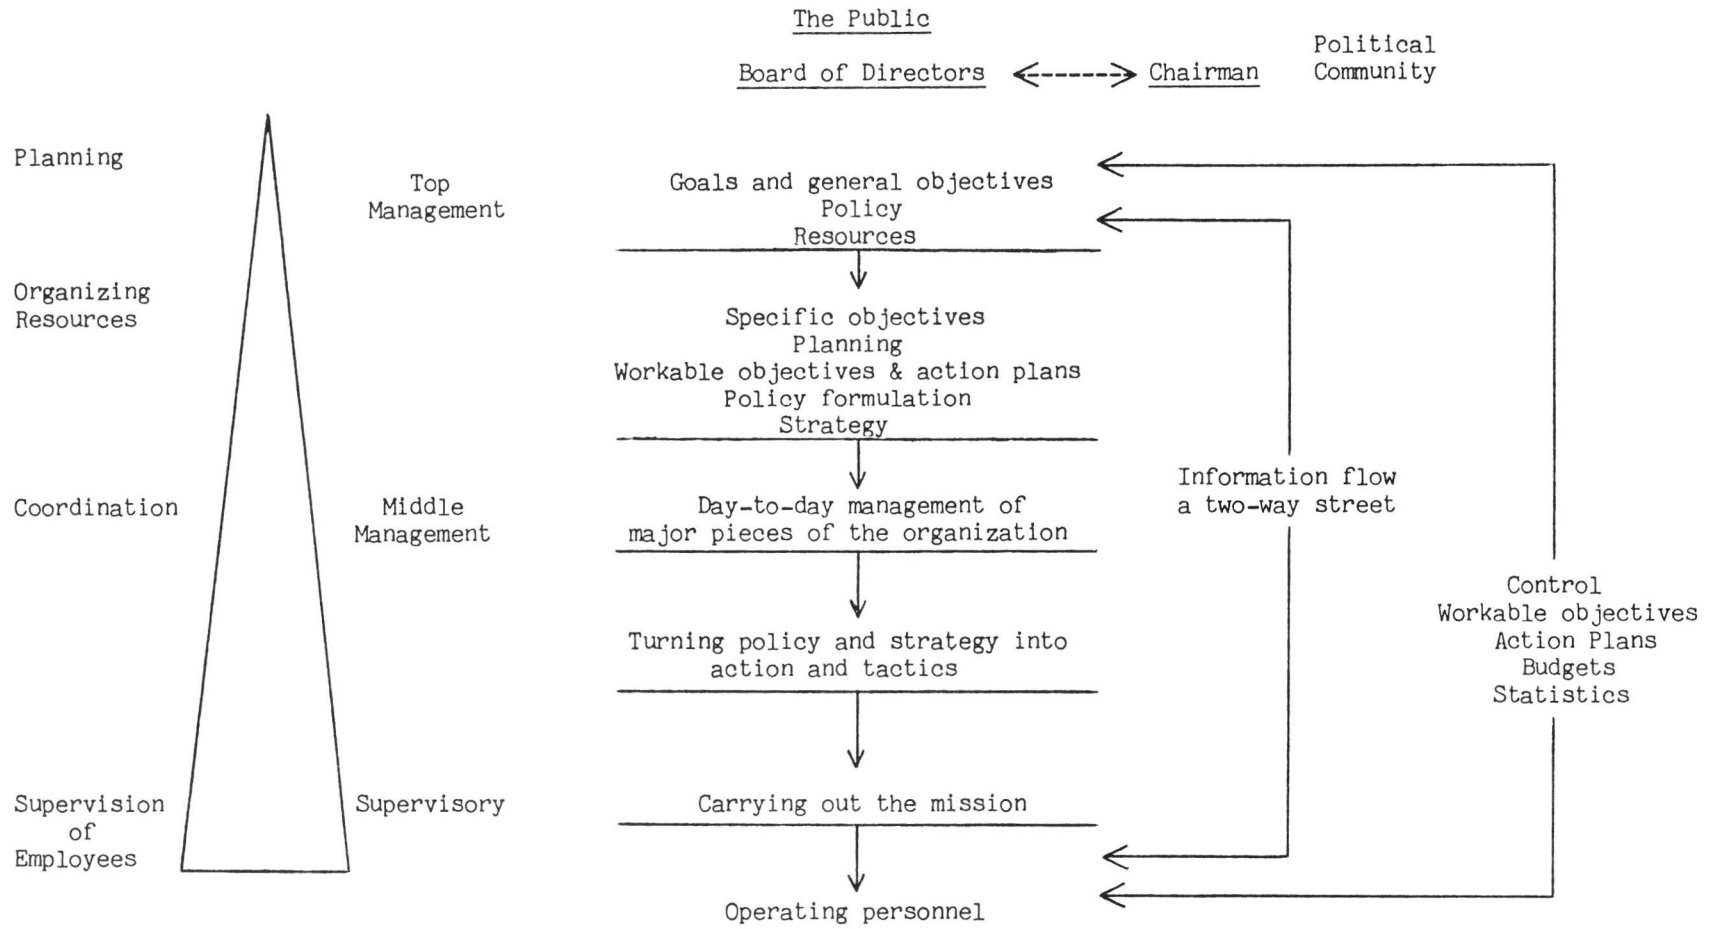 The Public
Board of Directors
Chairman
Political
Community
Planning
Top
Management
Goals and general objectives
Policy
Resources
Organizing
Resources
Specific objectives
Planning
Workable objectives & action plans
Policy formulation
Strategy
Coordination
Middle
Management
Day-to-day management of
major pieces of the organization
Information flow
a two-way street
Turning policy and strategy into
action and tactics
Control
Workable objectives
Action Plans
Budgets
Statistics
Supervision
of
Employees
Supervisory
Carrying out the mission
Operating personnel